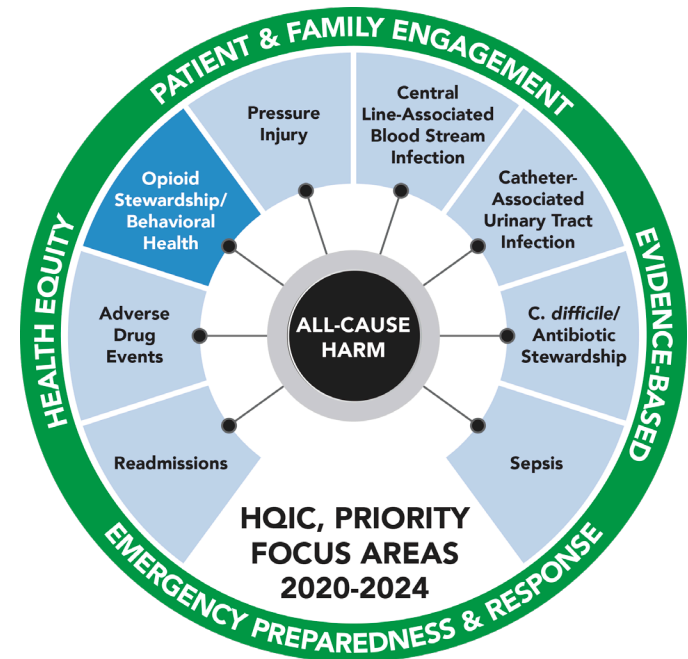 PATIENT & FAMILY ENGAGEMENT
Central
Line-Associated
Blood Stream
Infection
Pressure
Injury
Catheter-
Associated
Urinary Tract
Infection
Opioid
Stewardship/
Behavioral
Health
HEALTH EQUITY
EVIDENCE-BASED
Adverse
Drug
Events
ALL-CAUSE
HARM
C. difficile/
Antibiotic
Stewardship
Readmissions
Sepsis
HQIC, PRIORITY
FOCUS AREAS
2020-2024
EMERGENCY PREPAREDNESS & RESPONSE